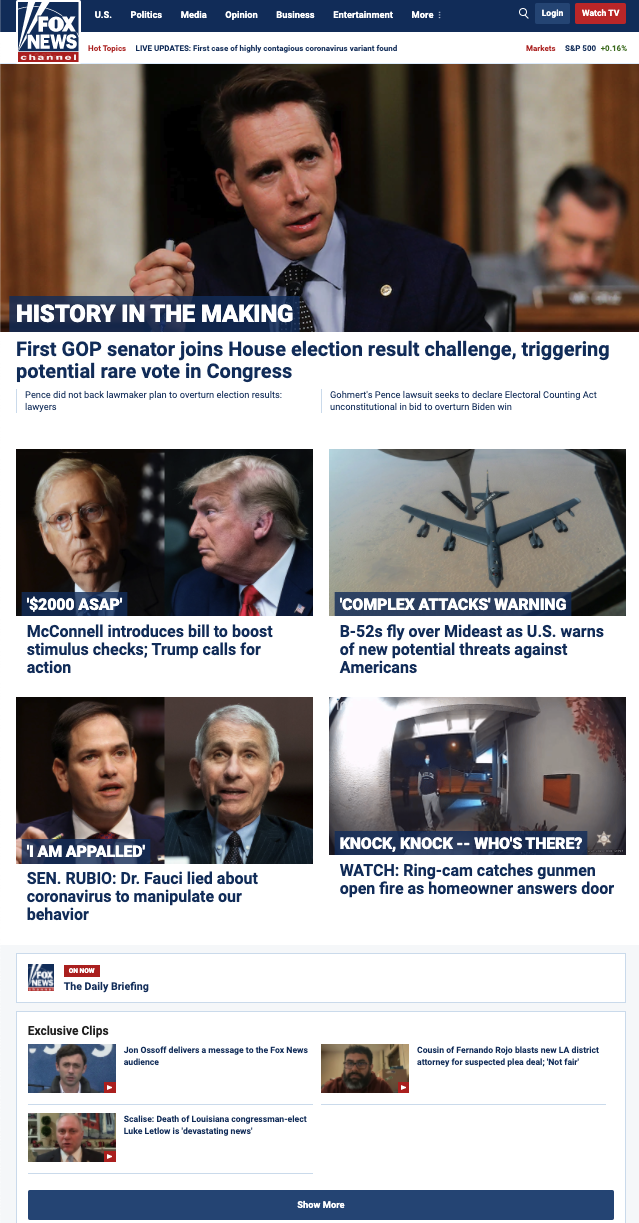 FOX
NEWS
channel
U.S. Politics Media Opinion Business Entertainment More Login Watch TV
Hot Topics LIVE UPDATES: First case of highly contagious coronavirus variant found Markets S&P 500 +0.16%
HISTORY IN THE MAKING
First GOP senator joins House election result challenge, triggering
potential rare vote in Congress
Pence did not back lawmaker plan to overturn election results:
lawyers
Gohmert's Pence lawsuit seeks to declare Electoral Counting Act
unconstitutional in bid to overturn Biden win
'$2000 ASAP'
McConnell introduces bill to boost
stimulus checks; Trump calls for
action
'COMPLEX ATTACKS' WARNING
B-52s fly over Mideast as U.S. warns
of new potential threats against
Americans
'I AM APPALLED'
SEN. RUBIO: Dr. Fauci lied about
coronavirus to manipulate our
behavior
KNOCK, KNOCK -- WHO'S THERE?
WATCH: Ring-cam catches gunmen
open fire as homeowner answers door
FOX
NEWS
ON NOW
The Daily Briefing
Exclusive Clips
Jon Ossoff delivers a message to the Fox News
audience
Cousin of Fernando Rojo blasts new LA district
attorney for suspected plea deal; 'Not fair'
Scalise: Death of Louisiana congressman-elect
Luke Letlow is 'devastating news'
Show More